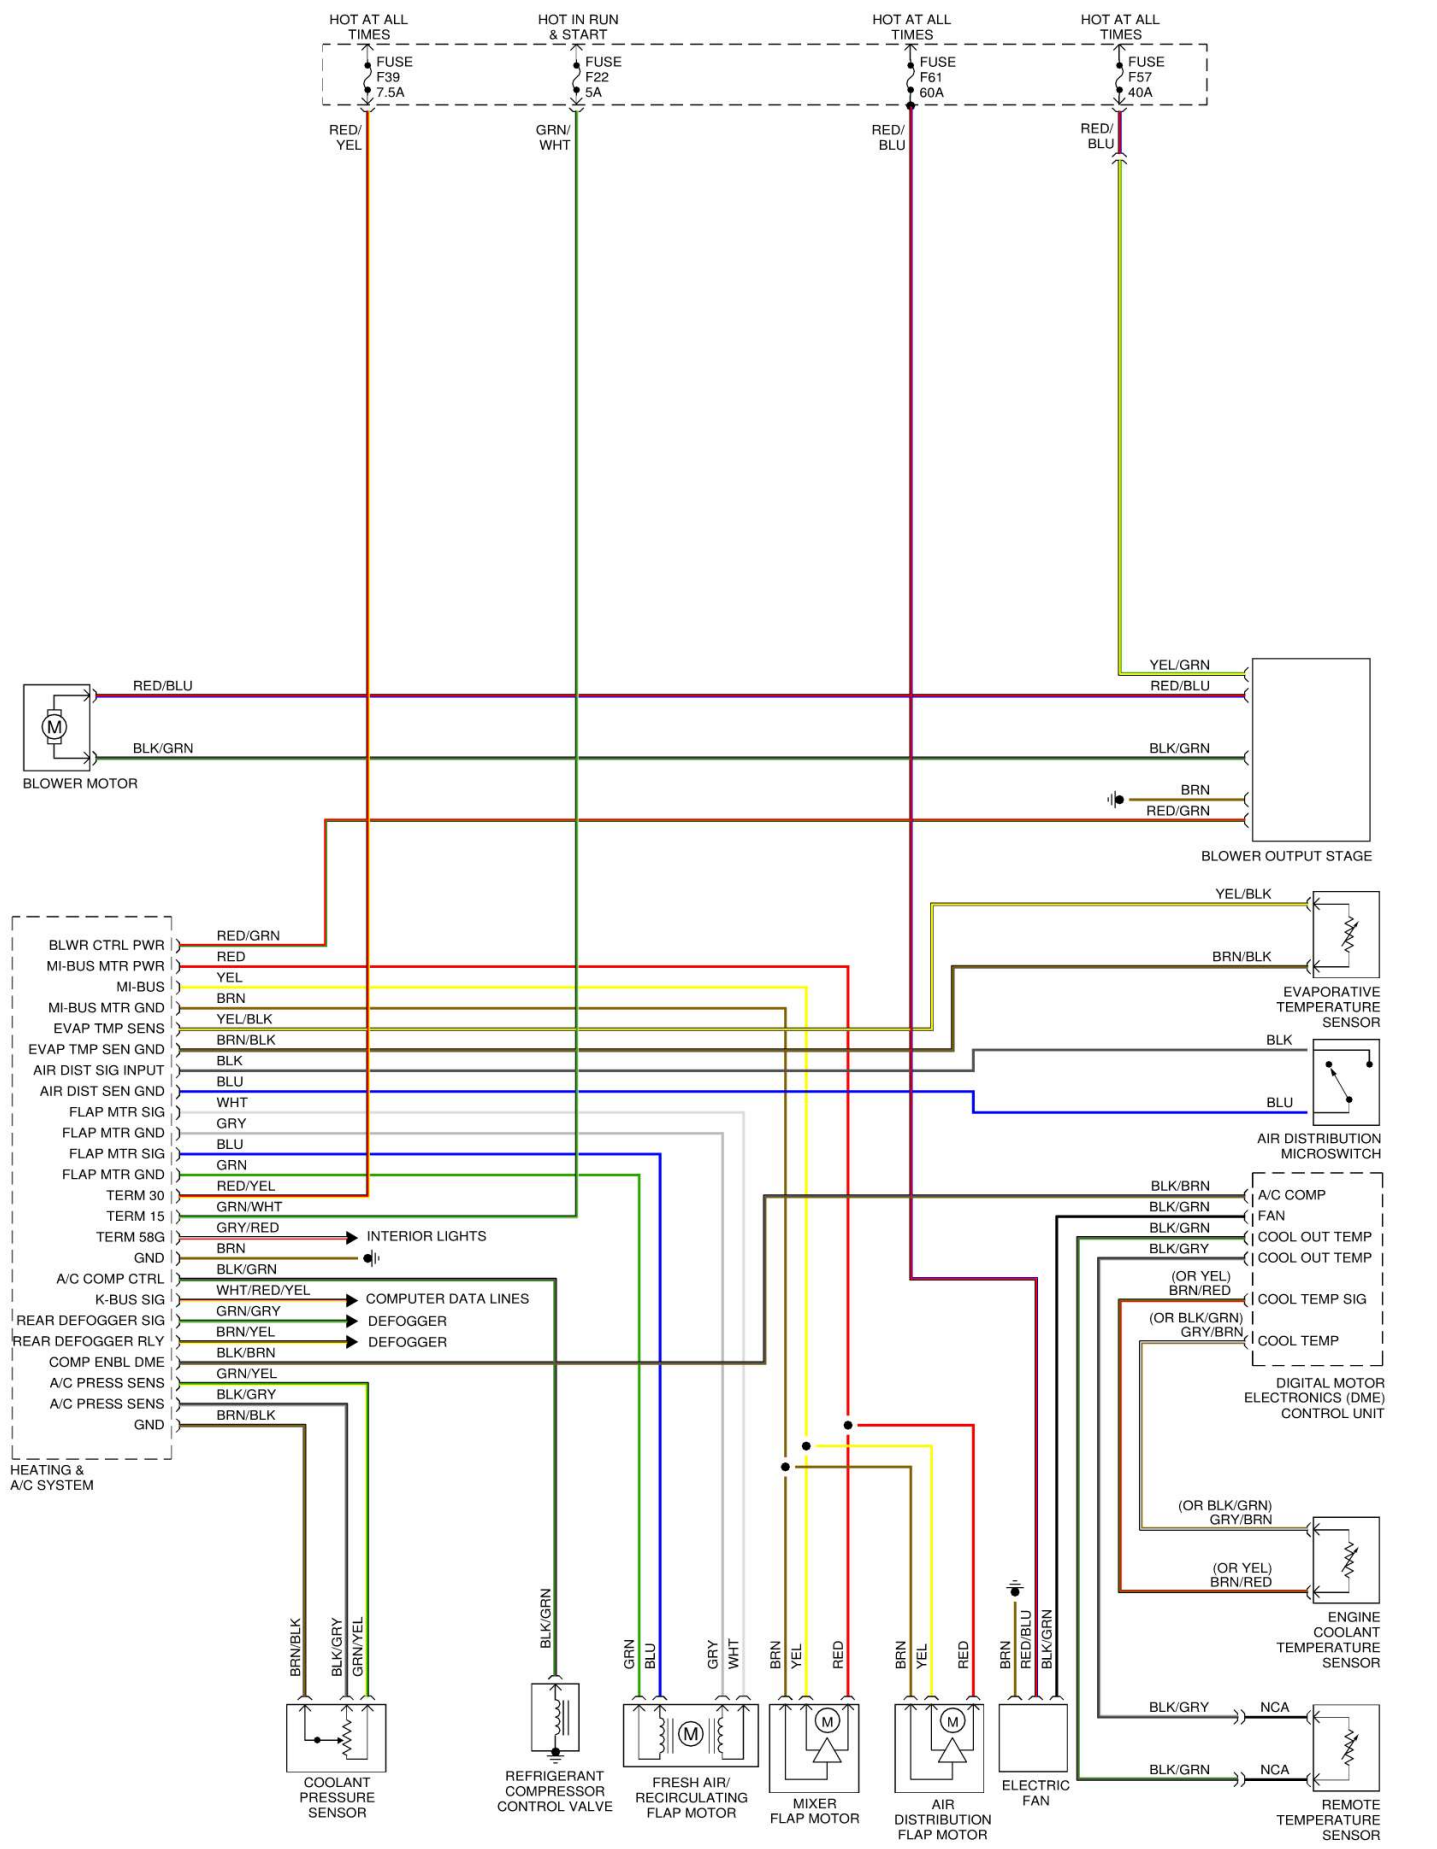 HOT AT ALL
TIMES
HOT IN RUN
& START
HOT AT ALL
TIMES
HOT AT ALL
TIMES
FUSE
F39
7.5A
FUSE
F22
5A
FUSE
F61
60A
FUSE
F57
40A
RED/
YEL
GRN/
WHT
RED/
BLU
RED/
BLU
M
BLOWER MOTOR
RED/BLU
BLK/GRN
YEL/GRN
RED/BLU
BLK/GRN
BRN
RED/GRN
BLOWER OUTPUT STAGE
YEL/BLK
BRN/BLK
EVAPORATIVE
TEMPERATURE
SENSOR
BLK
BLU
AIR DISTRIBUTION
MICROSWITCH
BLWR CTRL PWR RED/GRN
MI-BUS MTR PWR RED
MI-BUS YEL
MI-BUS MTR GND BRN
EVAP TMP SENS YEL/BLK
EVAP TMP SEN GND BRN/BLK
AIR DIST SIG INPUT BLK
AIR DIST SEN GND BLU
FLAP MTR SIG WHT
FLAP MTR GND GRY
FLAP MTR SIG BLU
FLAP MTR GND GRN
TERM 30 RED/YEL
TERM 15 GRN/WHT
TERM 58G GRY/RED INTERIOR LIGHTS
GND BRN
A/C COMP CTRL BLK/GRN
K-BUS SIG WHT/RED/YEL COMPUTER DATA LINES
REAR DEFOGGER SIG GRN/GRY DEFOGGER
REAR DEFOGGER RLY BRN/YEL DEFOGGER
COMP ENBL DME BLK/BRN
A/C PRESS SENS GRN/YEL
A/C PRESS SENS BLK/GRY
GND BRN/BLK
HEATING &
A/C SYSTEM
BLK/BRN A/C COMP
BLK/GRN FAN
BLK/GRN COOL OUT TEMP
BLK/GRY COOL OUT TEMP
(OR YEL)
BRN/RED COOL TEMP SIG
(OR BLK/GRN)
GRY/BRN COOL TEMP
DIGITAL MOTOR
ELECTRONICS (DME)
CONTROL UNIT
(OR BLK/GRN)
GRY/BRN
(OR YEL)
BRN/RED
ENGINE
COOLANT
TEMPERATURE
SENSOR
BLK/GRY NCA
BLK/GRN NCA
REMOTE
TEMPERATURE
SENSOR
BRN/BLK
BLK/GRY
GRN/YEL
COOLANT
PRESSURE
SENSOR
BLK/GRN
REFRIGERANT
COMPRESSOR
CONTROL VALVE
GRN
BLU
GRY
WHT
M
FRESH AIR/
RECIRCULATING
FLAP MOTOR
BRN
YEL
RED
M
MIXER
FLAP MOTOR
BRN
YEL
RED
M
AIR
DISTRIBUTION
FLAP MOTOR
BRN
RED/BLU
BLK/GRN
ELECTRIC
FAN